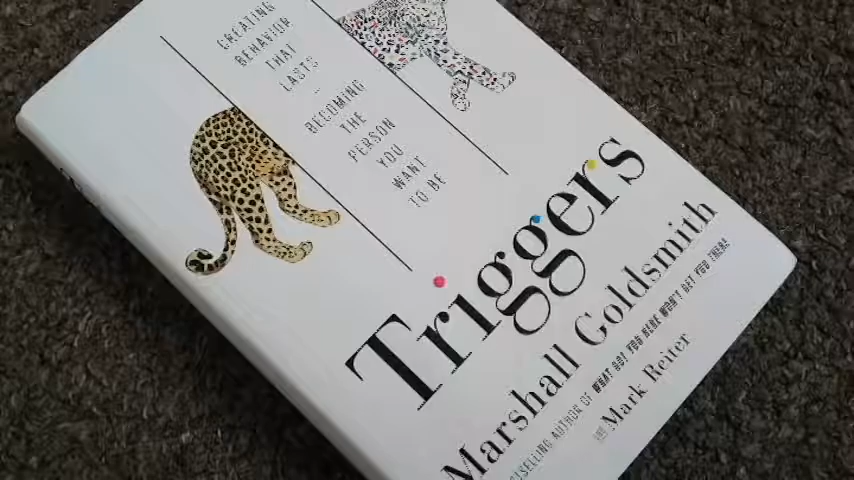 CREATING
BEHAVIOR
THAT
LASTS
–
BECOMING
THE
PERSON
YOU
WANT
TO BE
Triggers
Marshall Goldsmith
AUTHOR OF WHAT GOT YOU HERE WON'T GET YOU THERE
AND Mark Reiter